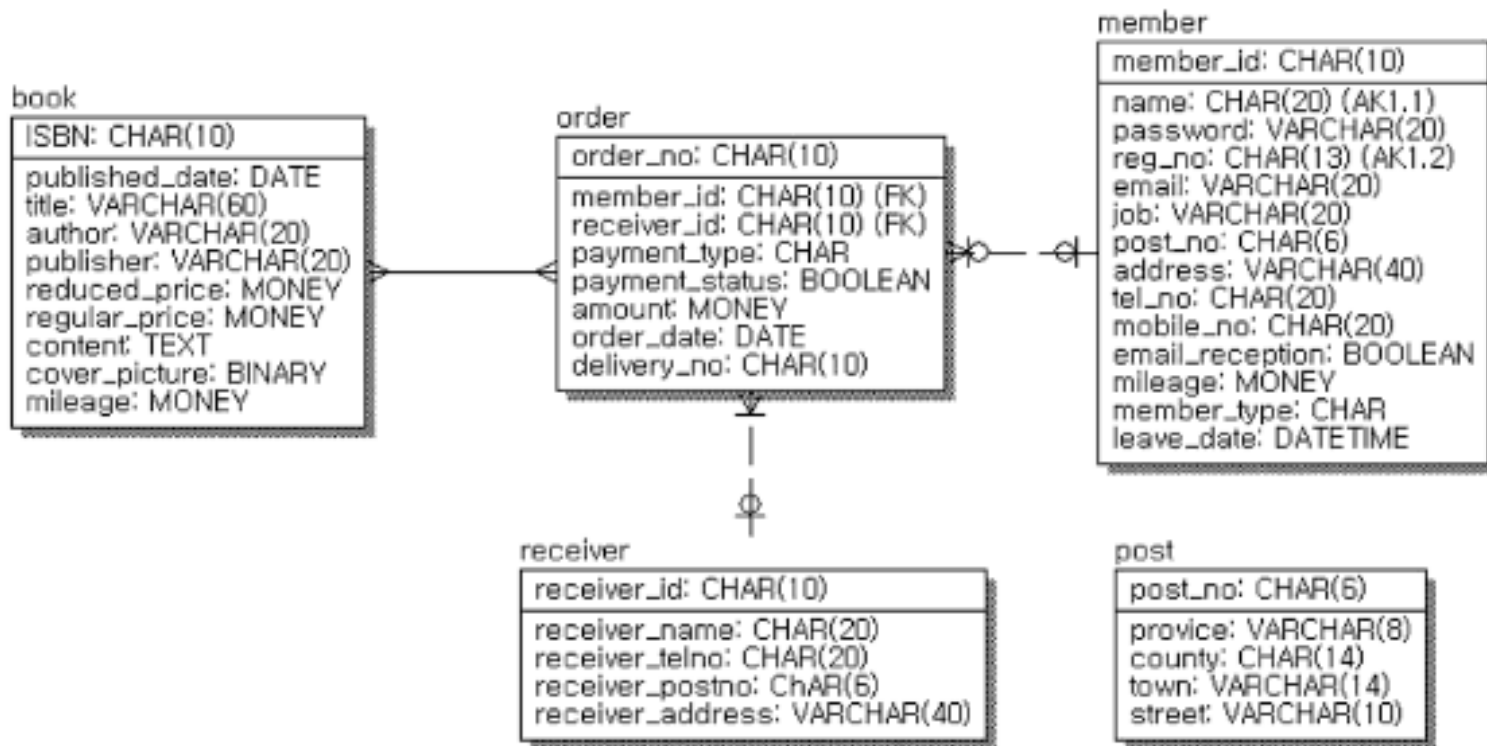 book
ISBN: CHAR(10)
published_date: DATE
title: VARCHAR(60)
author: VARCHAR(20)
publisher: VARCHAR(20)
reduced_price: MONEY
regular_price: MONEY
content: TEXT
cover_picture: BINARY
mileage: MONEY
order
order_no: CHAR(10)
member_id: CHAR(10) (FK)
receiver_id: CHAR(10) (FK)
payment_type: CHAR
payment_status: BOOLEAN
amount: MONEY
order_date: DATE
delivery_no: CHAR(10)
member
member_id: CHAR(10)
name: CHAR(20) (AK1.1)
password: VARCHAR(20)
reg_no: CHAR(13) (AK1.2)
email: VARCHAR(20)
job: VARCHAR(20)
post_no: CHAR(6)
address: VARCHAR(40)
tel_no: CHAR(20)
mobile_no: CHAR(20)
email_reception: BOOLEAN
mileage: MONEY
member_type: CHAR
leave_date: DATETIME
receiver
receiver_id: CHAR(10)
receiver_name: CHAR(20)
receiver_telno: CHAR(20)
receiver_postno: ChAR(6)
receiver_address: VARCHAR(40)
post
post_no: CHAR(6)
provice: VARCHAR(8)
county: CHAR(14)
town: VARCHAR(14)
street: VARCHAR(10)